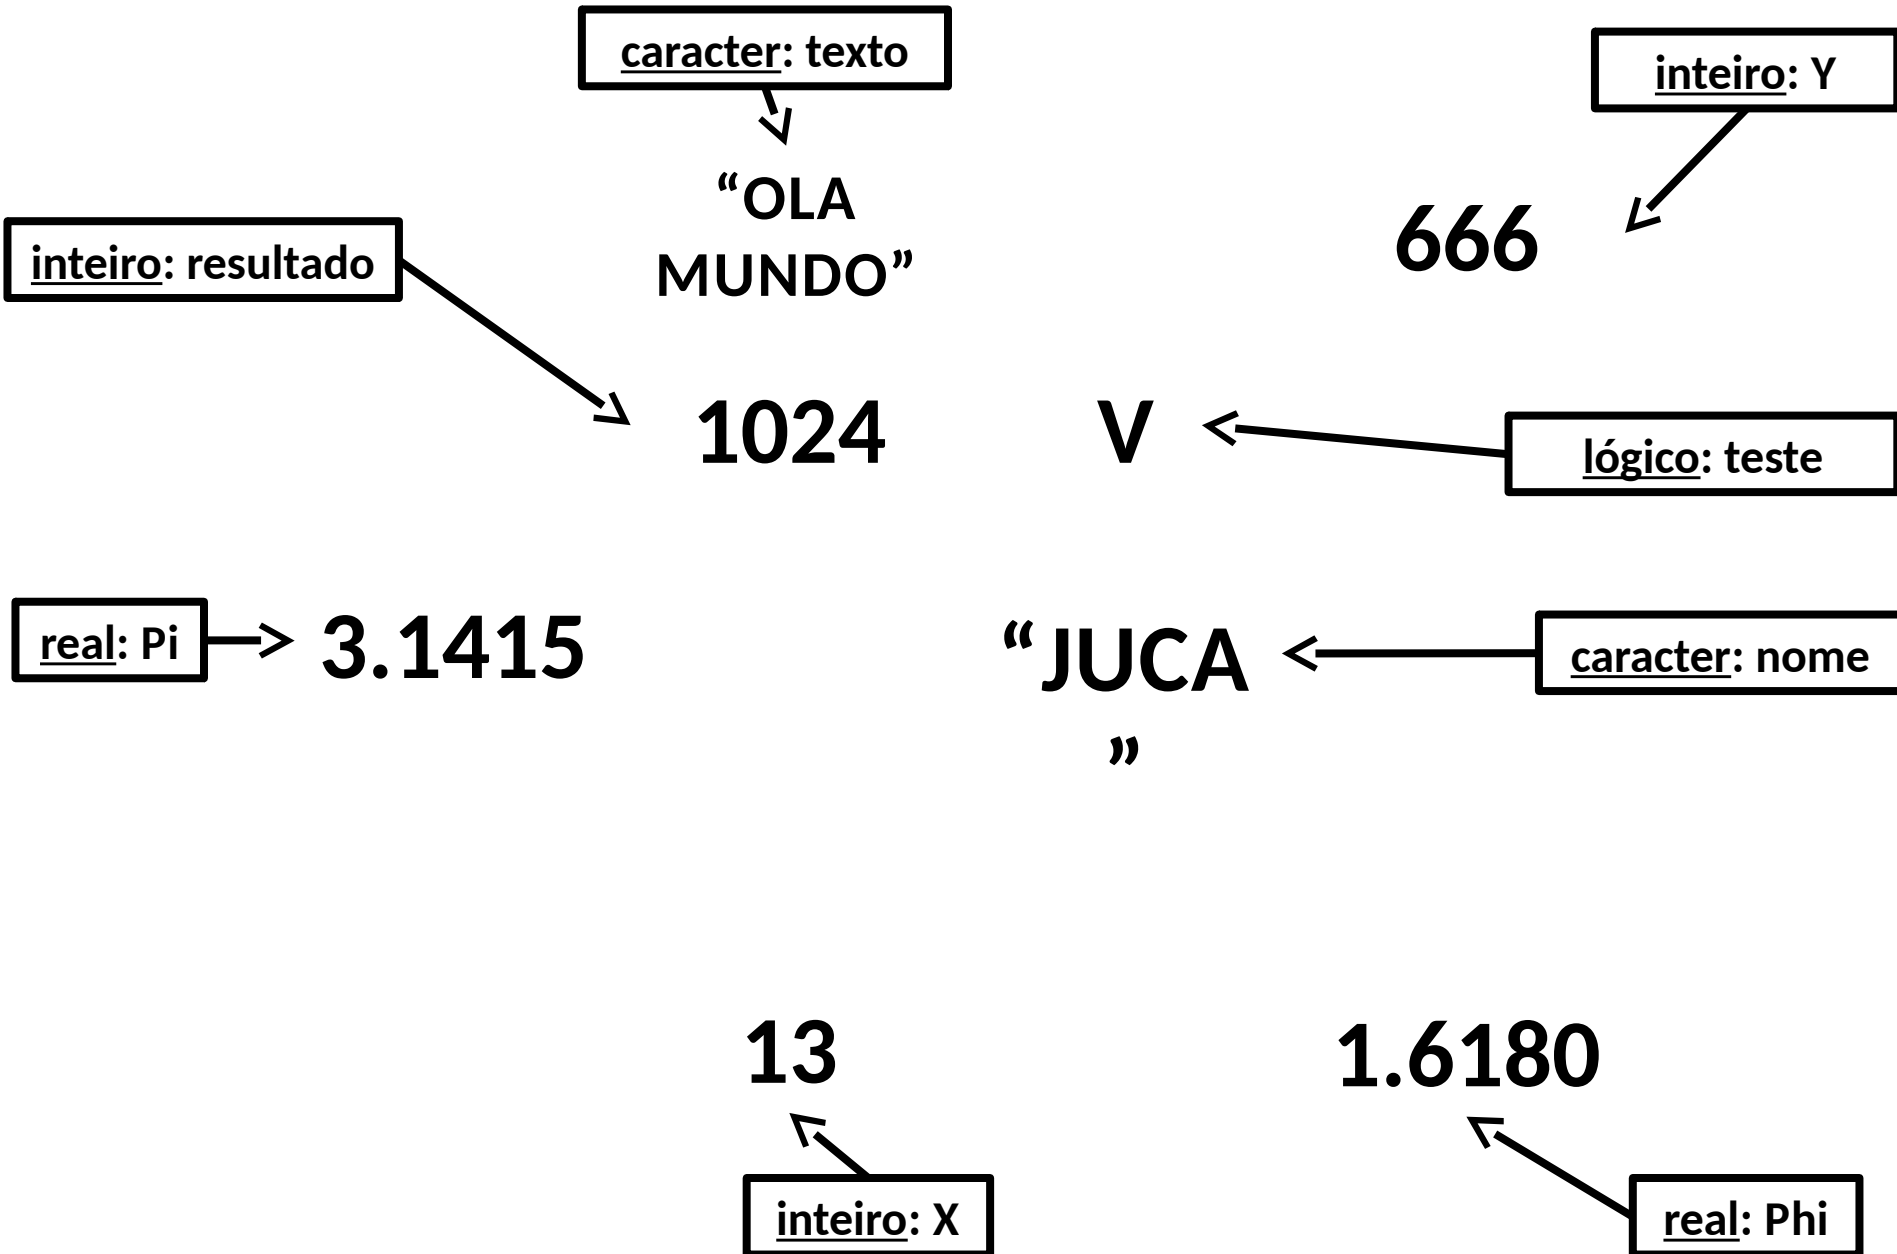 caracter: texto
inteiro: Y
“OLA
MUNDO”
666
inteiro: resultado
1024
V
lógico: teste
real: Pi
3.1415
“JUCA
”
caracter: nome
13
1.6180
inteiro: X
real: Phi